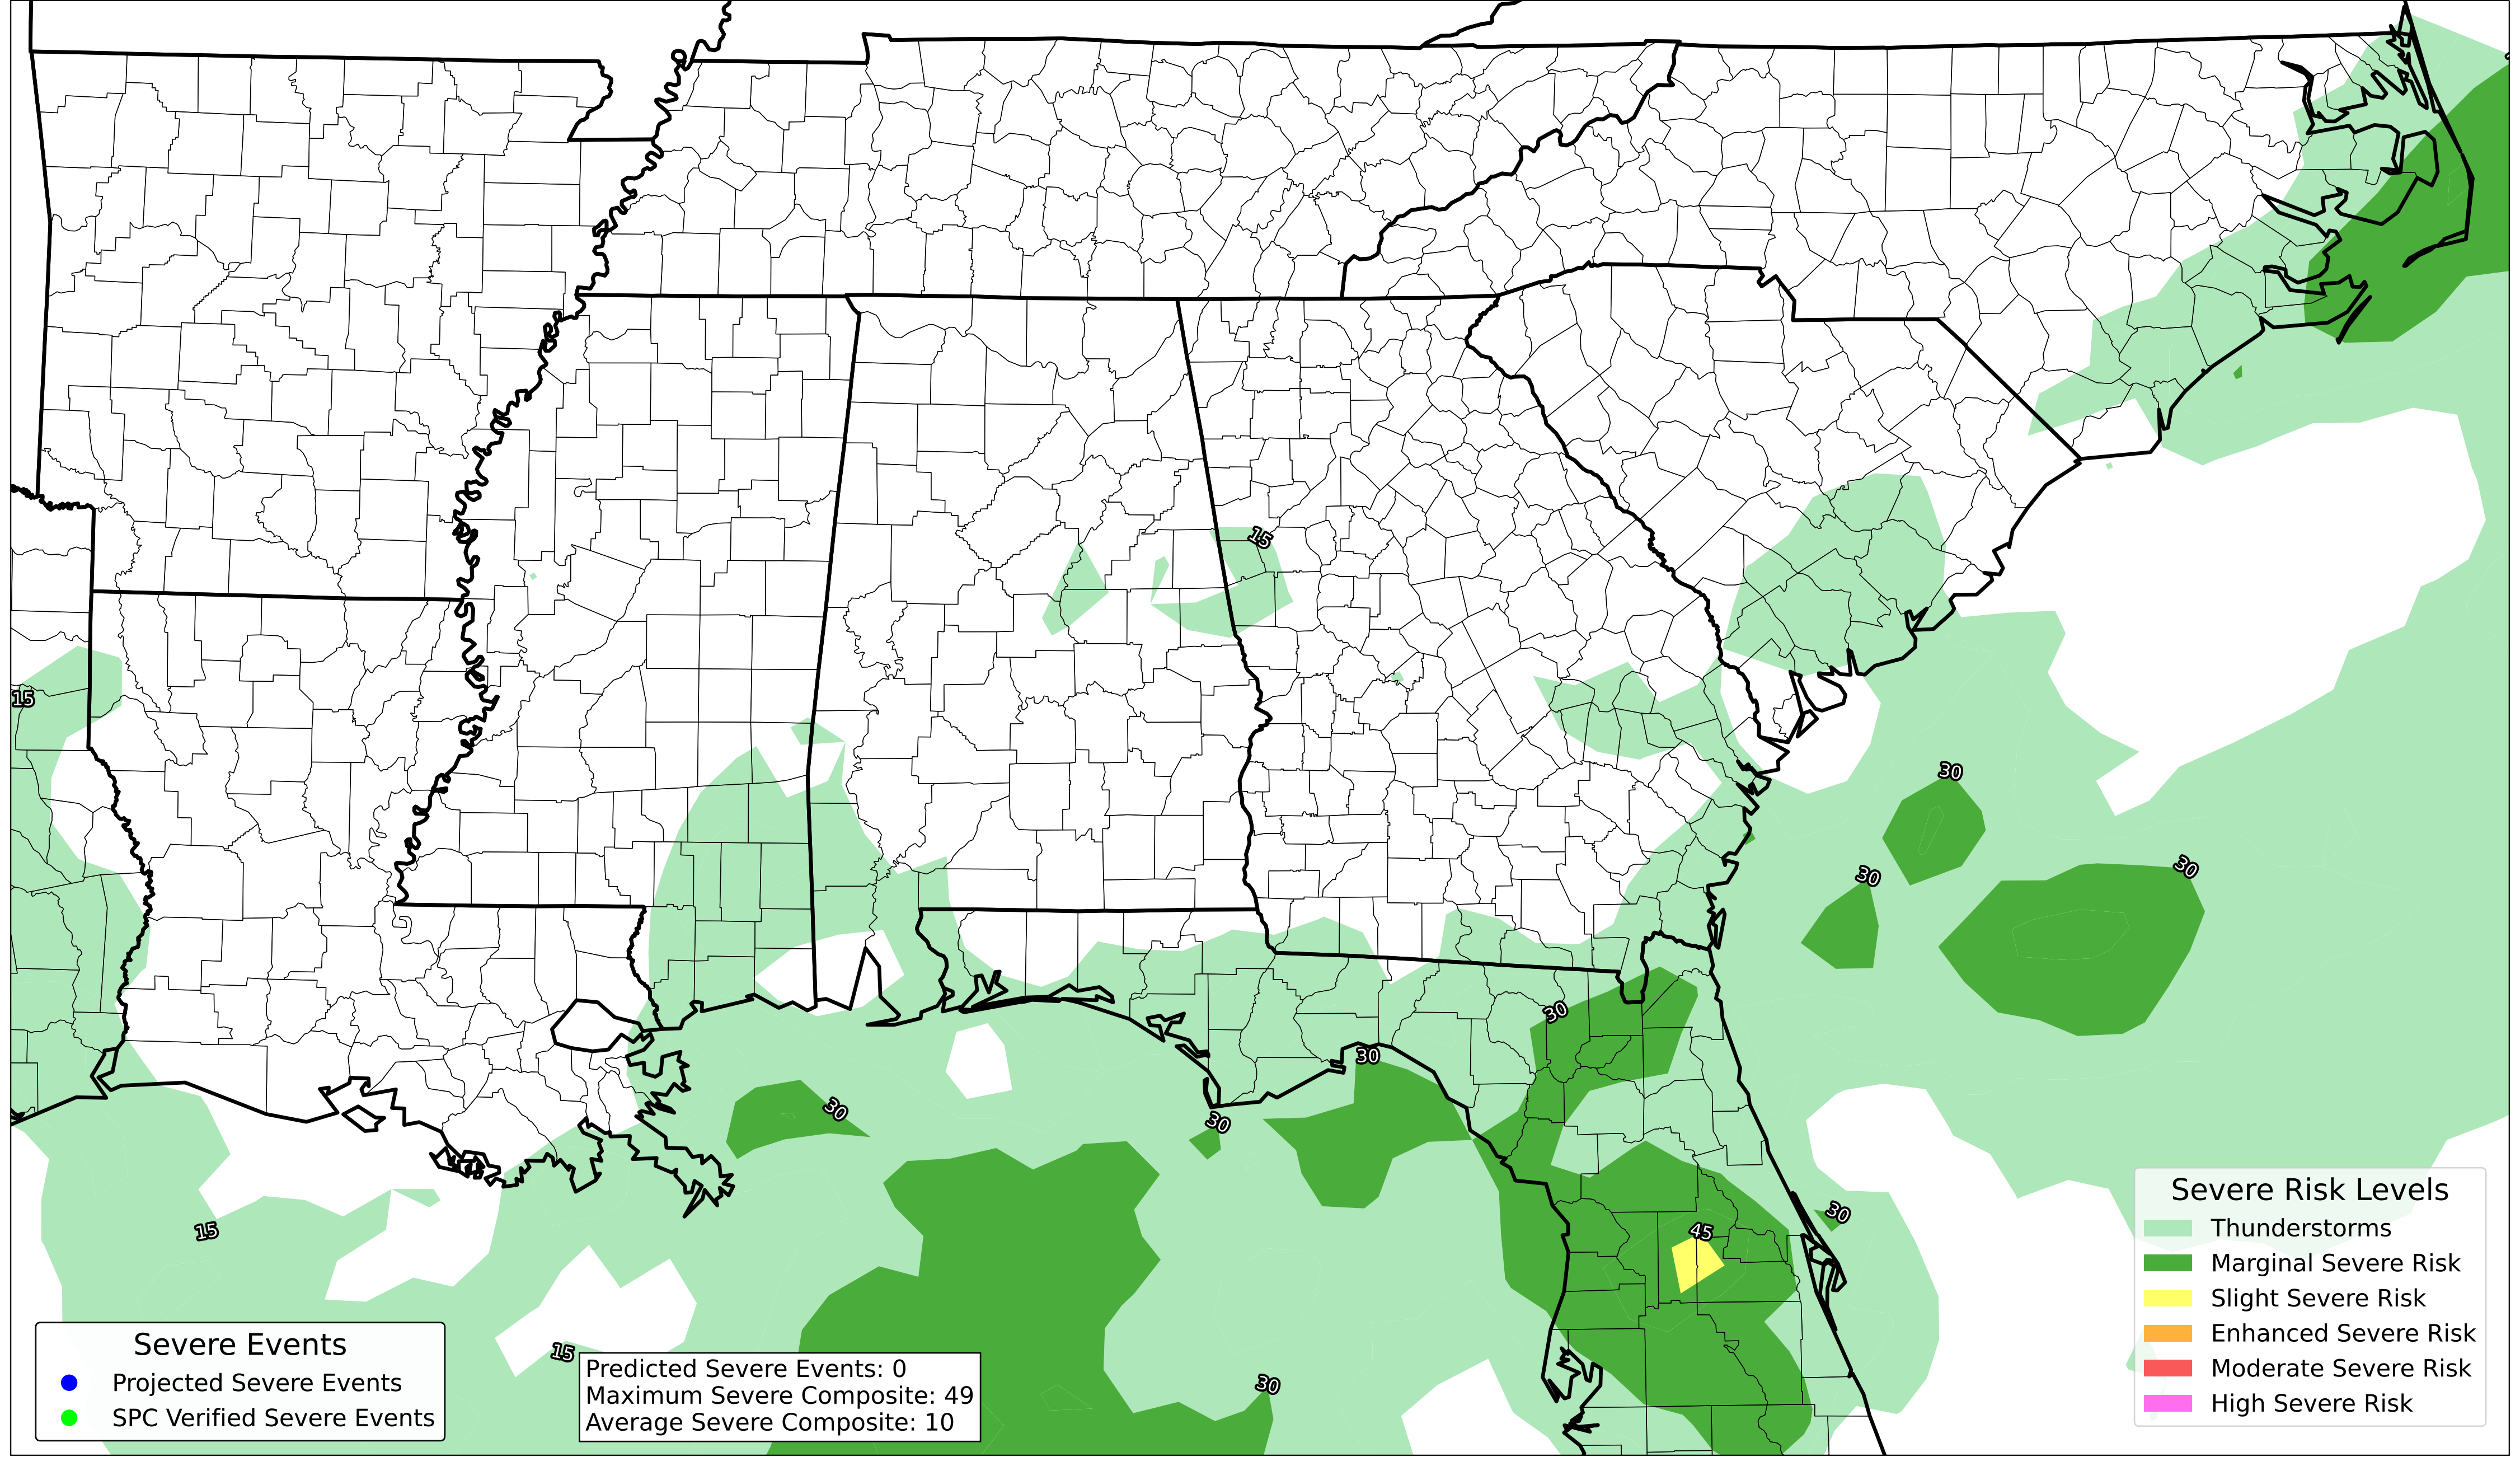 15
30
15
30
30
30
30
30
30
30
30
45
15
15
30
Severe Risk Levels
Thunderstorms
Marginal Severe Risk
Slight Severe Risk
Enhanced Severe Risk
Moderate Severe Risk
High Severe Risk
Severe Events
Projected Severe Events
SPC Verified Severe Events
Predicted Severe Events: 0
Maximum Severe Composite: 49
Average Severe Composite: 10